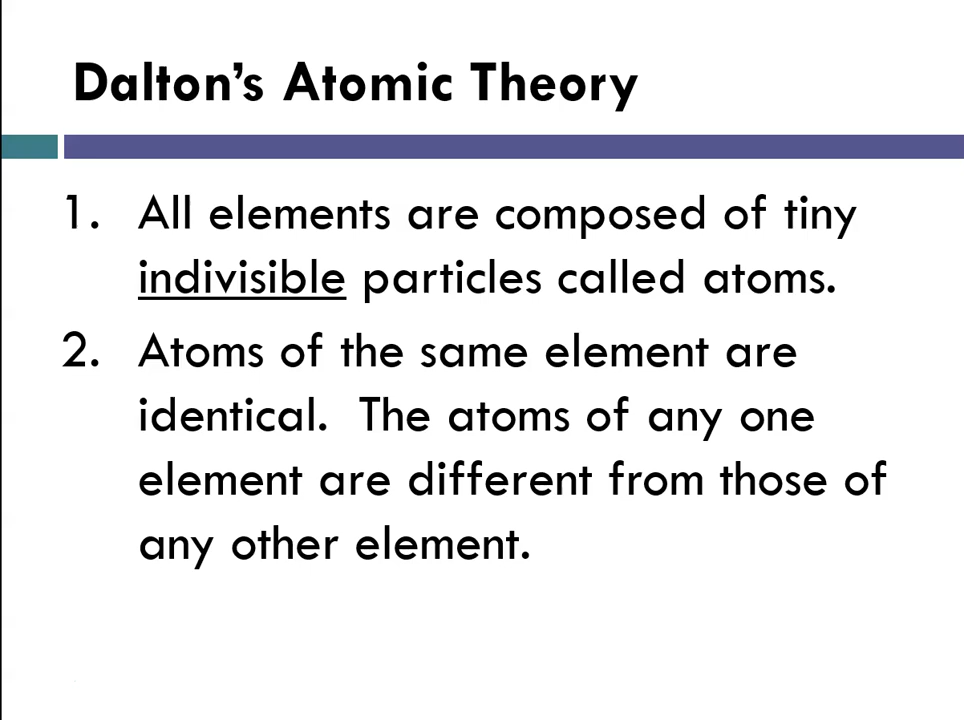 Dalton’s Atomic Theory
1. All elements are composed of tiny
indivisible particles called atoms.
2. Atoms of the same element are
identical.  The atoms of any one
element are different from those of
any other element.